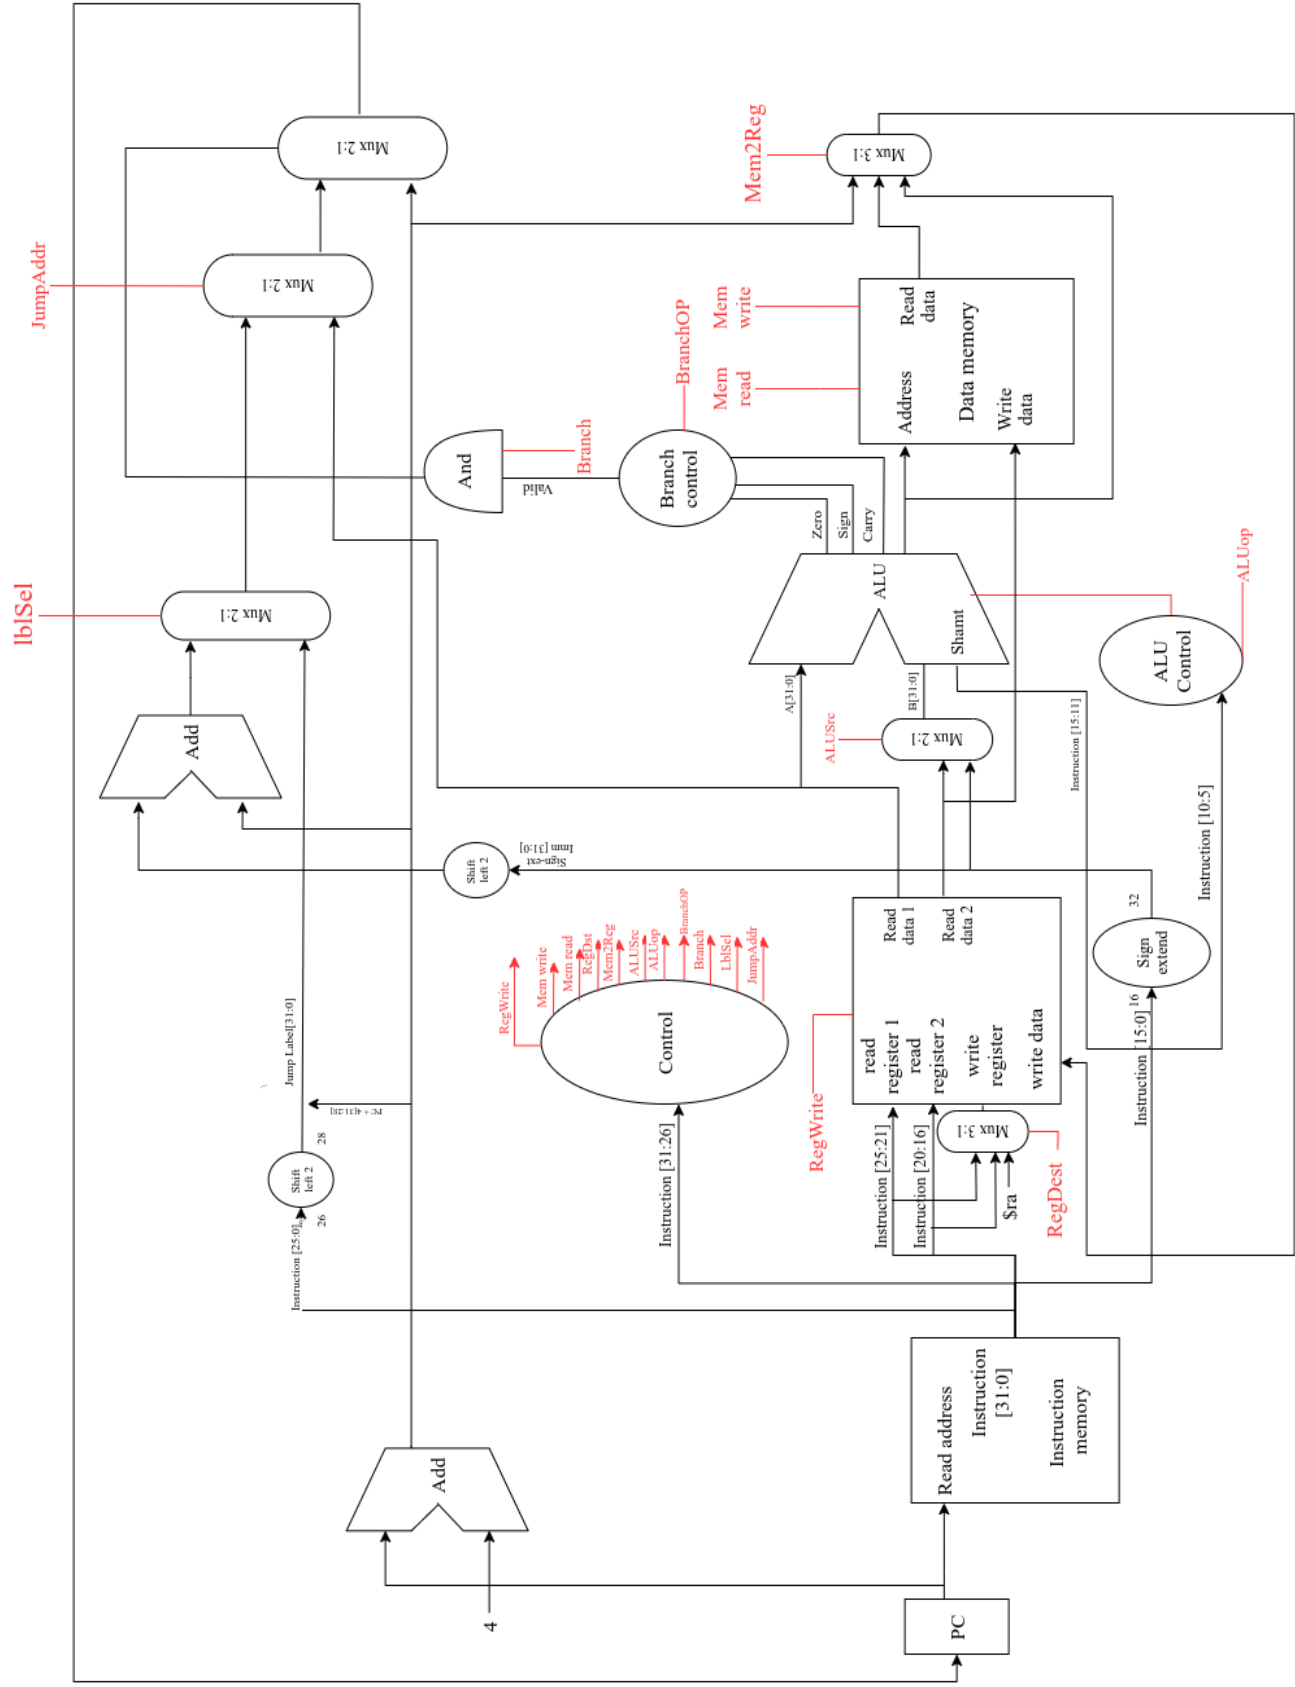 JumpAddr
lblSel
Mux 2:1
Mux 2:1
Mux 2:1
Add
Mem2Reg
Mux 3:1
Mem
write
Mem
read
BranchOP
Branch
control
And
Branch
Valid
Read
data
Address
Data memory
Write
data
Zero
Sign
Carry
ALU
Shamt
ALUop
ALU
Control
A[31:0]
B[31:0]
ALUSrc
Mux 2:1
Instruction [15:11]
Instruction [10:5]
Shift
left 2
Sign-ext
Imm [31:0]
32
Sign
extend
16
Instruction [15:0]
Read
data 1
Read
data 2
read
register 1
read
register 2
write
register
write data
RegWrite
RegWrite
Mem write
Mem read
RegDst
Mem2Reg
ALUSrc
ALUop
BranchOP
Branch
LblSel
JumpAddr
Control
Jump Label[31:0]
PC + 4[31:28]
28
Shift
left 2
26
Instruction [25:0]
Instruction [31:26]
Instruction [25:21]
Instruction [20:16]
Mux 3:1
$ra
RegDest
Add
4
Read address
Instruction
[31:0]
Instruction
memory
PC